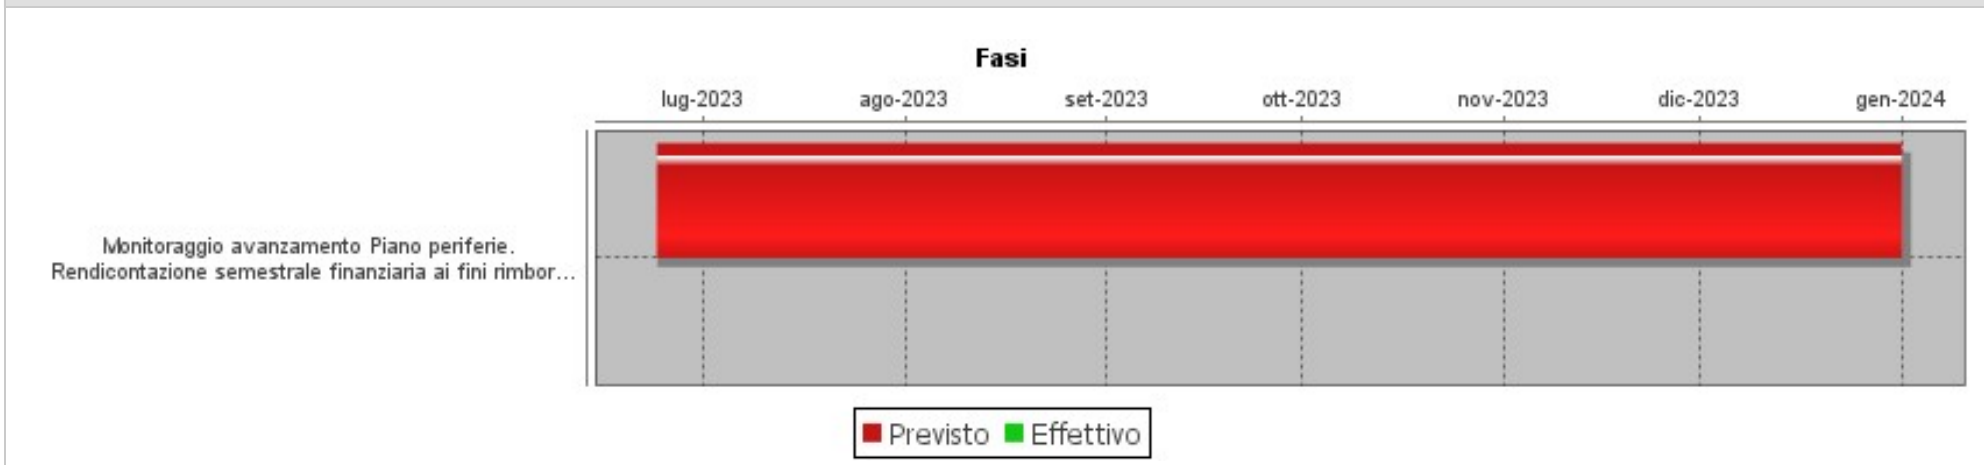 Fasi
lug-2023 ago-2023 set-2023 ott-2023 nov-2023 dic-2023 gen-2024
Monitoraggio avanzamento Piano periferie.
Rendicontazione semestrale finanziaria ai fini rimbor...
Previsto Effettivo